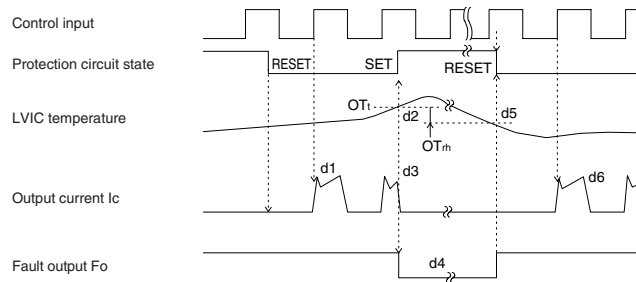 Control input
Protection circuit state
RESET
SET
RESET
LVIC temperature
OTt
d2
d5
OTrh
Output current Ic
d1
d3
d6
Fault output Fo
d4